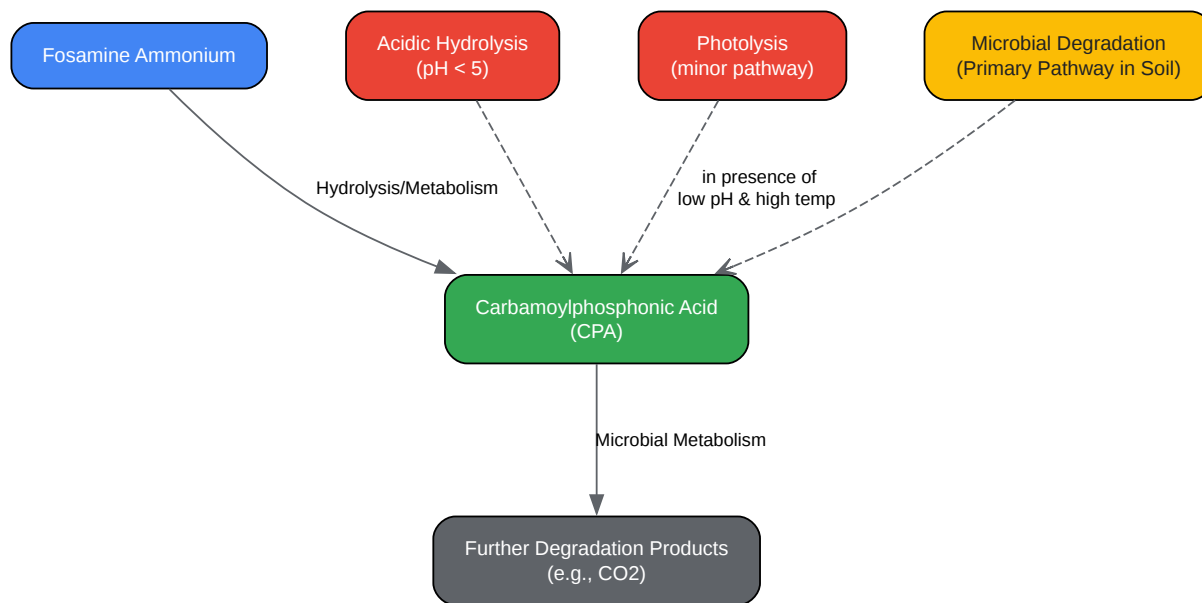 Fosamine Ammonium
Acidic Hydrolysis
(pH < 5)
Photolysis
(minor pathway)
Microbial Degradation
(Primary Pathway in Soil)
Hydrolysis/Metabolism
in presence of
low pH & high temp
Carbamoylphosphonic Acid
(CPA)
Microbial Metabolism
Further Degradation Products
(e.g., CO2)